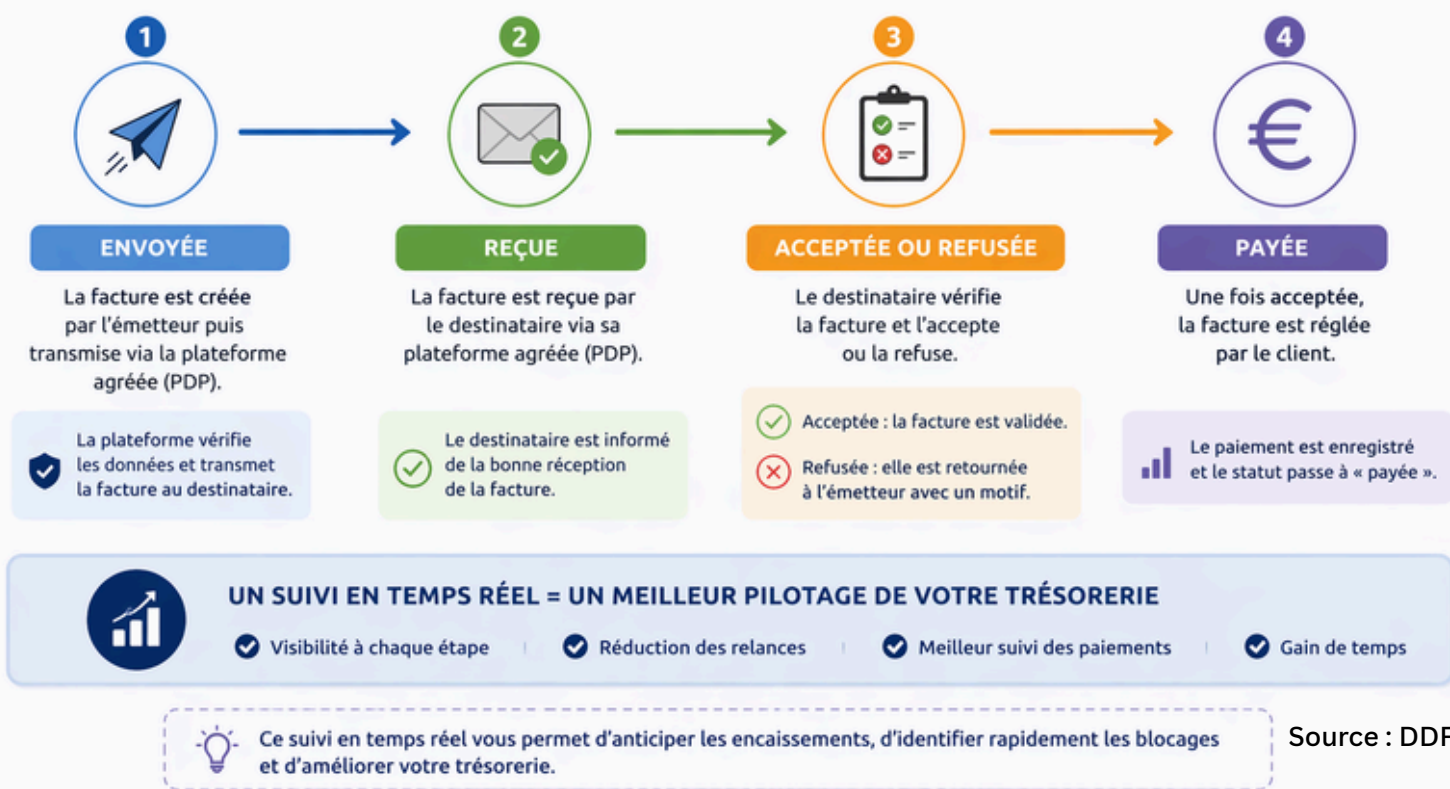 1
2
3
4
ENVOYÉE
La facture est créée
par l'émetteur puis
transmise via la plateforme
agréée (PDP).
La plateforme vérifie
les données et transmet
la facture au destinataire.
REÇUE
La facture est reçue par
le destinataire via sa
plateforme agréée (PDP).
Le destinataire est informé
de la bonne réception
de la facture.
ACCEPTÉE OU REFUSÉE
Le destinataire vérifie
la facture et l'accepte
ou la refuse.
Acceptée : la facture est validée.
Refusée : elle est retournée
à l'émetteur avec un motif.
PAYÉE
Une fois acceptée,
la facture est réglée
par le client.
Le paiement est enregistré
et le statut passe à « payée ».
UN SUIVI EN TEMPS RÉEL = UN MEILLEUR PILOTAGE DE VOTRE TRÉSORERIE
Visibilité à chaque étape
Réduction des relances
Meilleur suivi des paiements
Gain de temps
Ce suivi en temps réel vous permet d'anticiper les encaissements, d'identifier rapidement les blocages
et d'améliorer votre trésorerie.
Source :